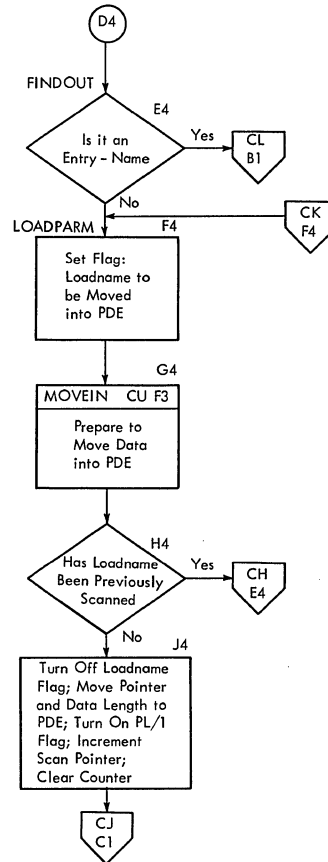 D4
FINDOUT
E4
Is it an
Entry - Name
Yes
CL
B1
No
CK
F4
LOADPARM
F4
Set Flag:
Loadname to
be Moved
into PDE
G4
MOVEIN CU F3
Prepare to
Move Data
into PDE
H4
Has Loadname
Been Previously
Scanned
Yes
CH
E4
No
J4
Turn Off Loadname
Flag; Move Pointer
and Data Length to
PDE; Turn On PL/1
Flag; Increment
Scan Pointer;
Clear Counter
CJ
C1